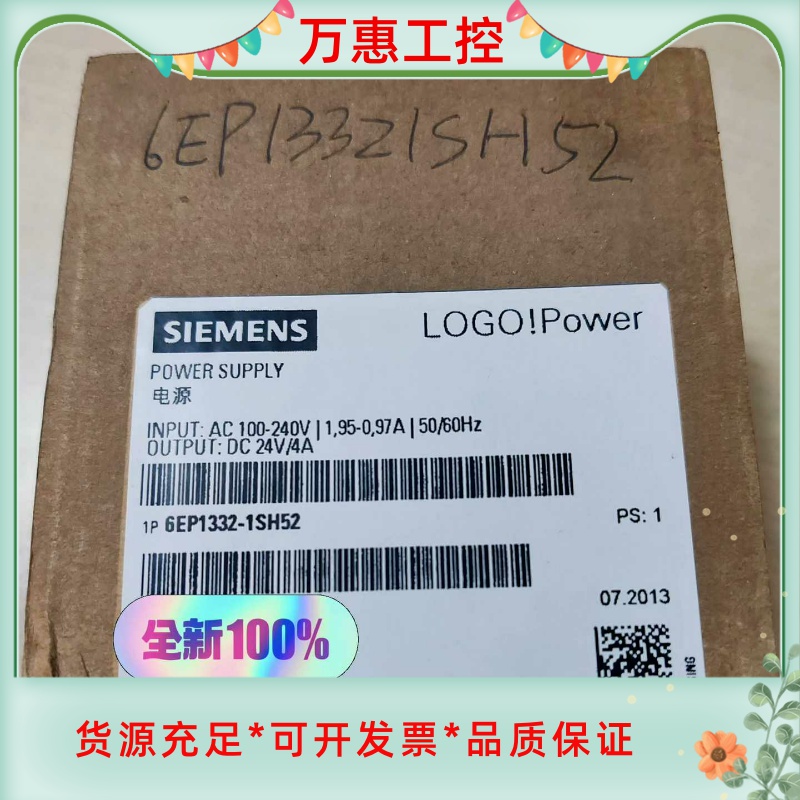 万惠工控
6EP13321SH52
SIEMENS
LOGO!Power
POWER SUPPLY
电源
INPUT: AC 100-240V | 1,95-0,97A | 50/60Hz
OUTPUT: DC 24V/4A
1P 6EP1332-1SH52
PS: 1
07.2013
全新100%
货源充足*可开发票*品质保证